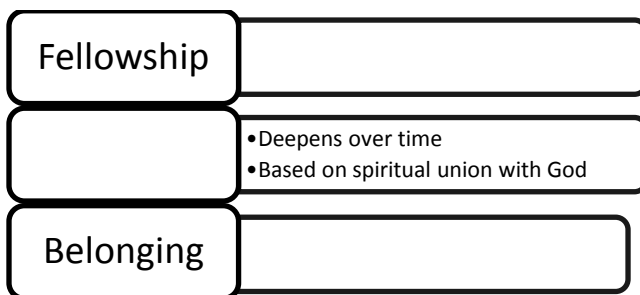 Fellowship
•Deepens over time
•Based on spiritual union with God
Belonging